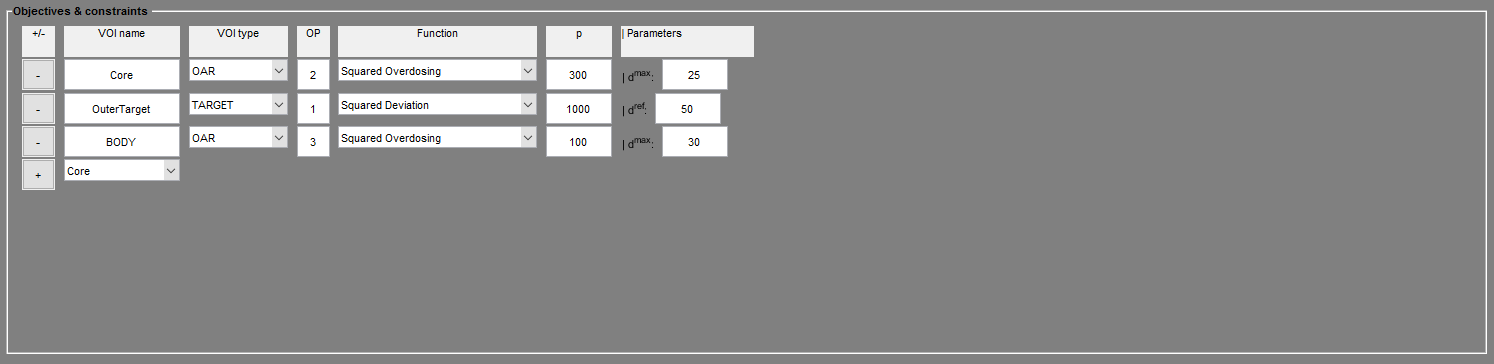 Objectives & constraints
+/- VOI name VOI type OP Function p | Parameters
- Core OAR 2 Squared Overdosing 300 | d^max: 25
- OuterTarget TARGET 1 Squared Deviation 1000 | d^ref: 50
- BODY OAR 3 Squared Overdosing 100 | d^max: 30
+ Core